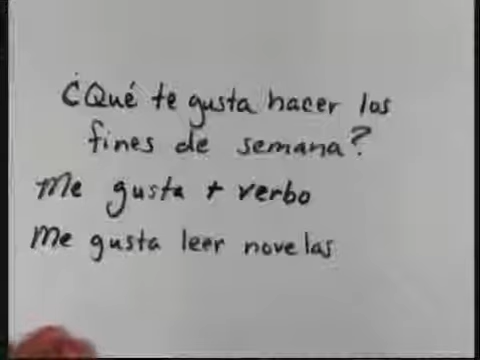 ¿Qué te gusta hacer los
fines de semana?
Me gusta + verbo
Me gusta leer novelas